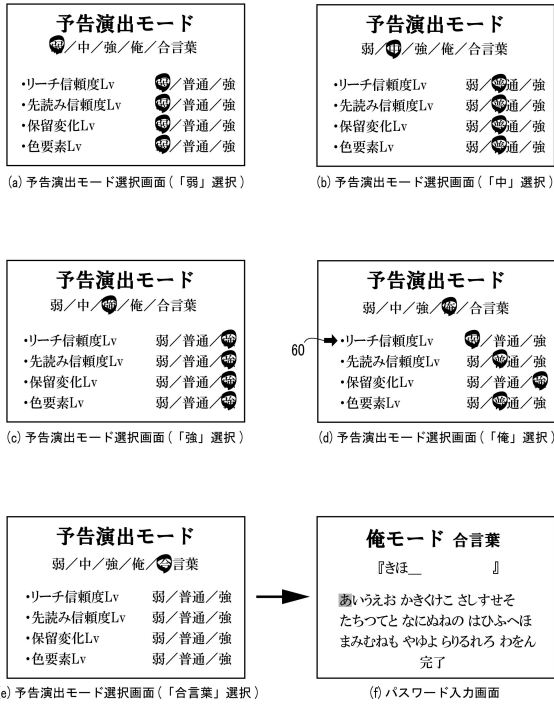 予告演出モード
弱/中/強/俺/合言葉
・リーチ信頼度Lv 弱/普通/強
・先読み信頼度Lv 弱/普通/強
・保留変化Lv 弱/普通/強
・色要素Lv 弱/普通/強
(a) 予告演出モード選択画面(「弱」選択)
予告演出モード
弱/中/強/俺/合言葉
・リーチ信頼度Lv 弱/普通/強
・先読み信頼度Lv 弱/普通/強
・保留変化Lv 弱/普通/強
・色要素Lv 弱/普通/強
(b) 予告演出モード選択画面(「中」選択)
予告演出モード
弱/中/強/俺/合言葉
・リーチ信頼度Lv 弱/普通/強
・先読み信頼度Lv 弱/普通/強
・保留変化Lv 弱/普通/強
・色要素Lv 弱/普通/強
(c) 予告演出モード選択画面(「強」選択)
予告演出モード
弱/中/強/俺/合言葉
60
・リーチ信頼度Lv 弱/普通/強
・先読み信頼度Lv 弱/普通/強
・保留変化Lv 弱/普通/強
・色要素Lv 弱/普通/強
(d) 予告演出モード選択画面(「俺」選択)
予告演出モード
弱/中/強/俺/合言葉
・リーチ信頼度Lv 弱/普通/強
・先読み信頼度Lv 弱/普通/強
・保留変化Lv 弱/普通/強
・色要素Lv 弱/普通/強
e) 予告演出モード選択画面(「合言葉」選択)
俺モード 合言葉
『きほ__ 』
あいうえお かきくけこ さしすせそ
たちつてと なにぬねの はひふへほ
まみむねも やゆよ らりるれろ わをん
完了
(f) パスワード入力画面